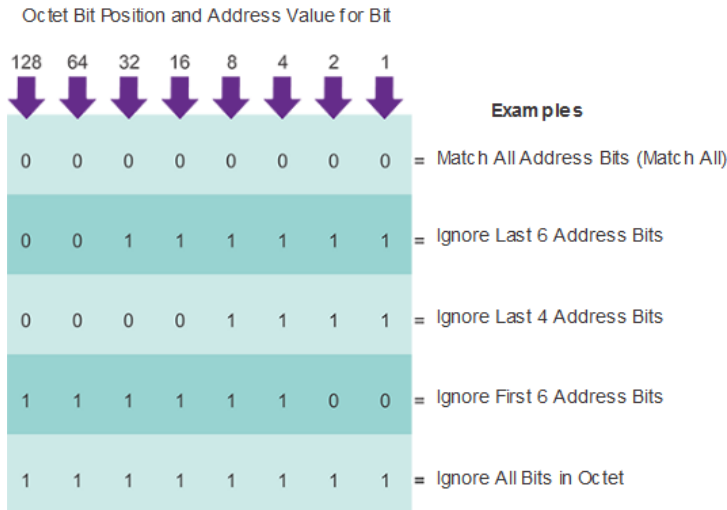 Octet Bit Position and Address Value for Bit
128 64 32 16 8 4 2 1
Examples
0 0 0 0 0 0 0 0 = Match All Address Bits (Match All)
0 0 1 1 1 1 1 1 = Ignore Last 6 Address Bits
0 0 0 0 1 1 1 1 = Ignore Last 4 Address Bits
1 1 1 1 1 1 0 0 = Ignore First 6 Address Bits
1 1 1 1 1 1 1 1 = Ignore All Bits in Octet